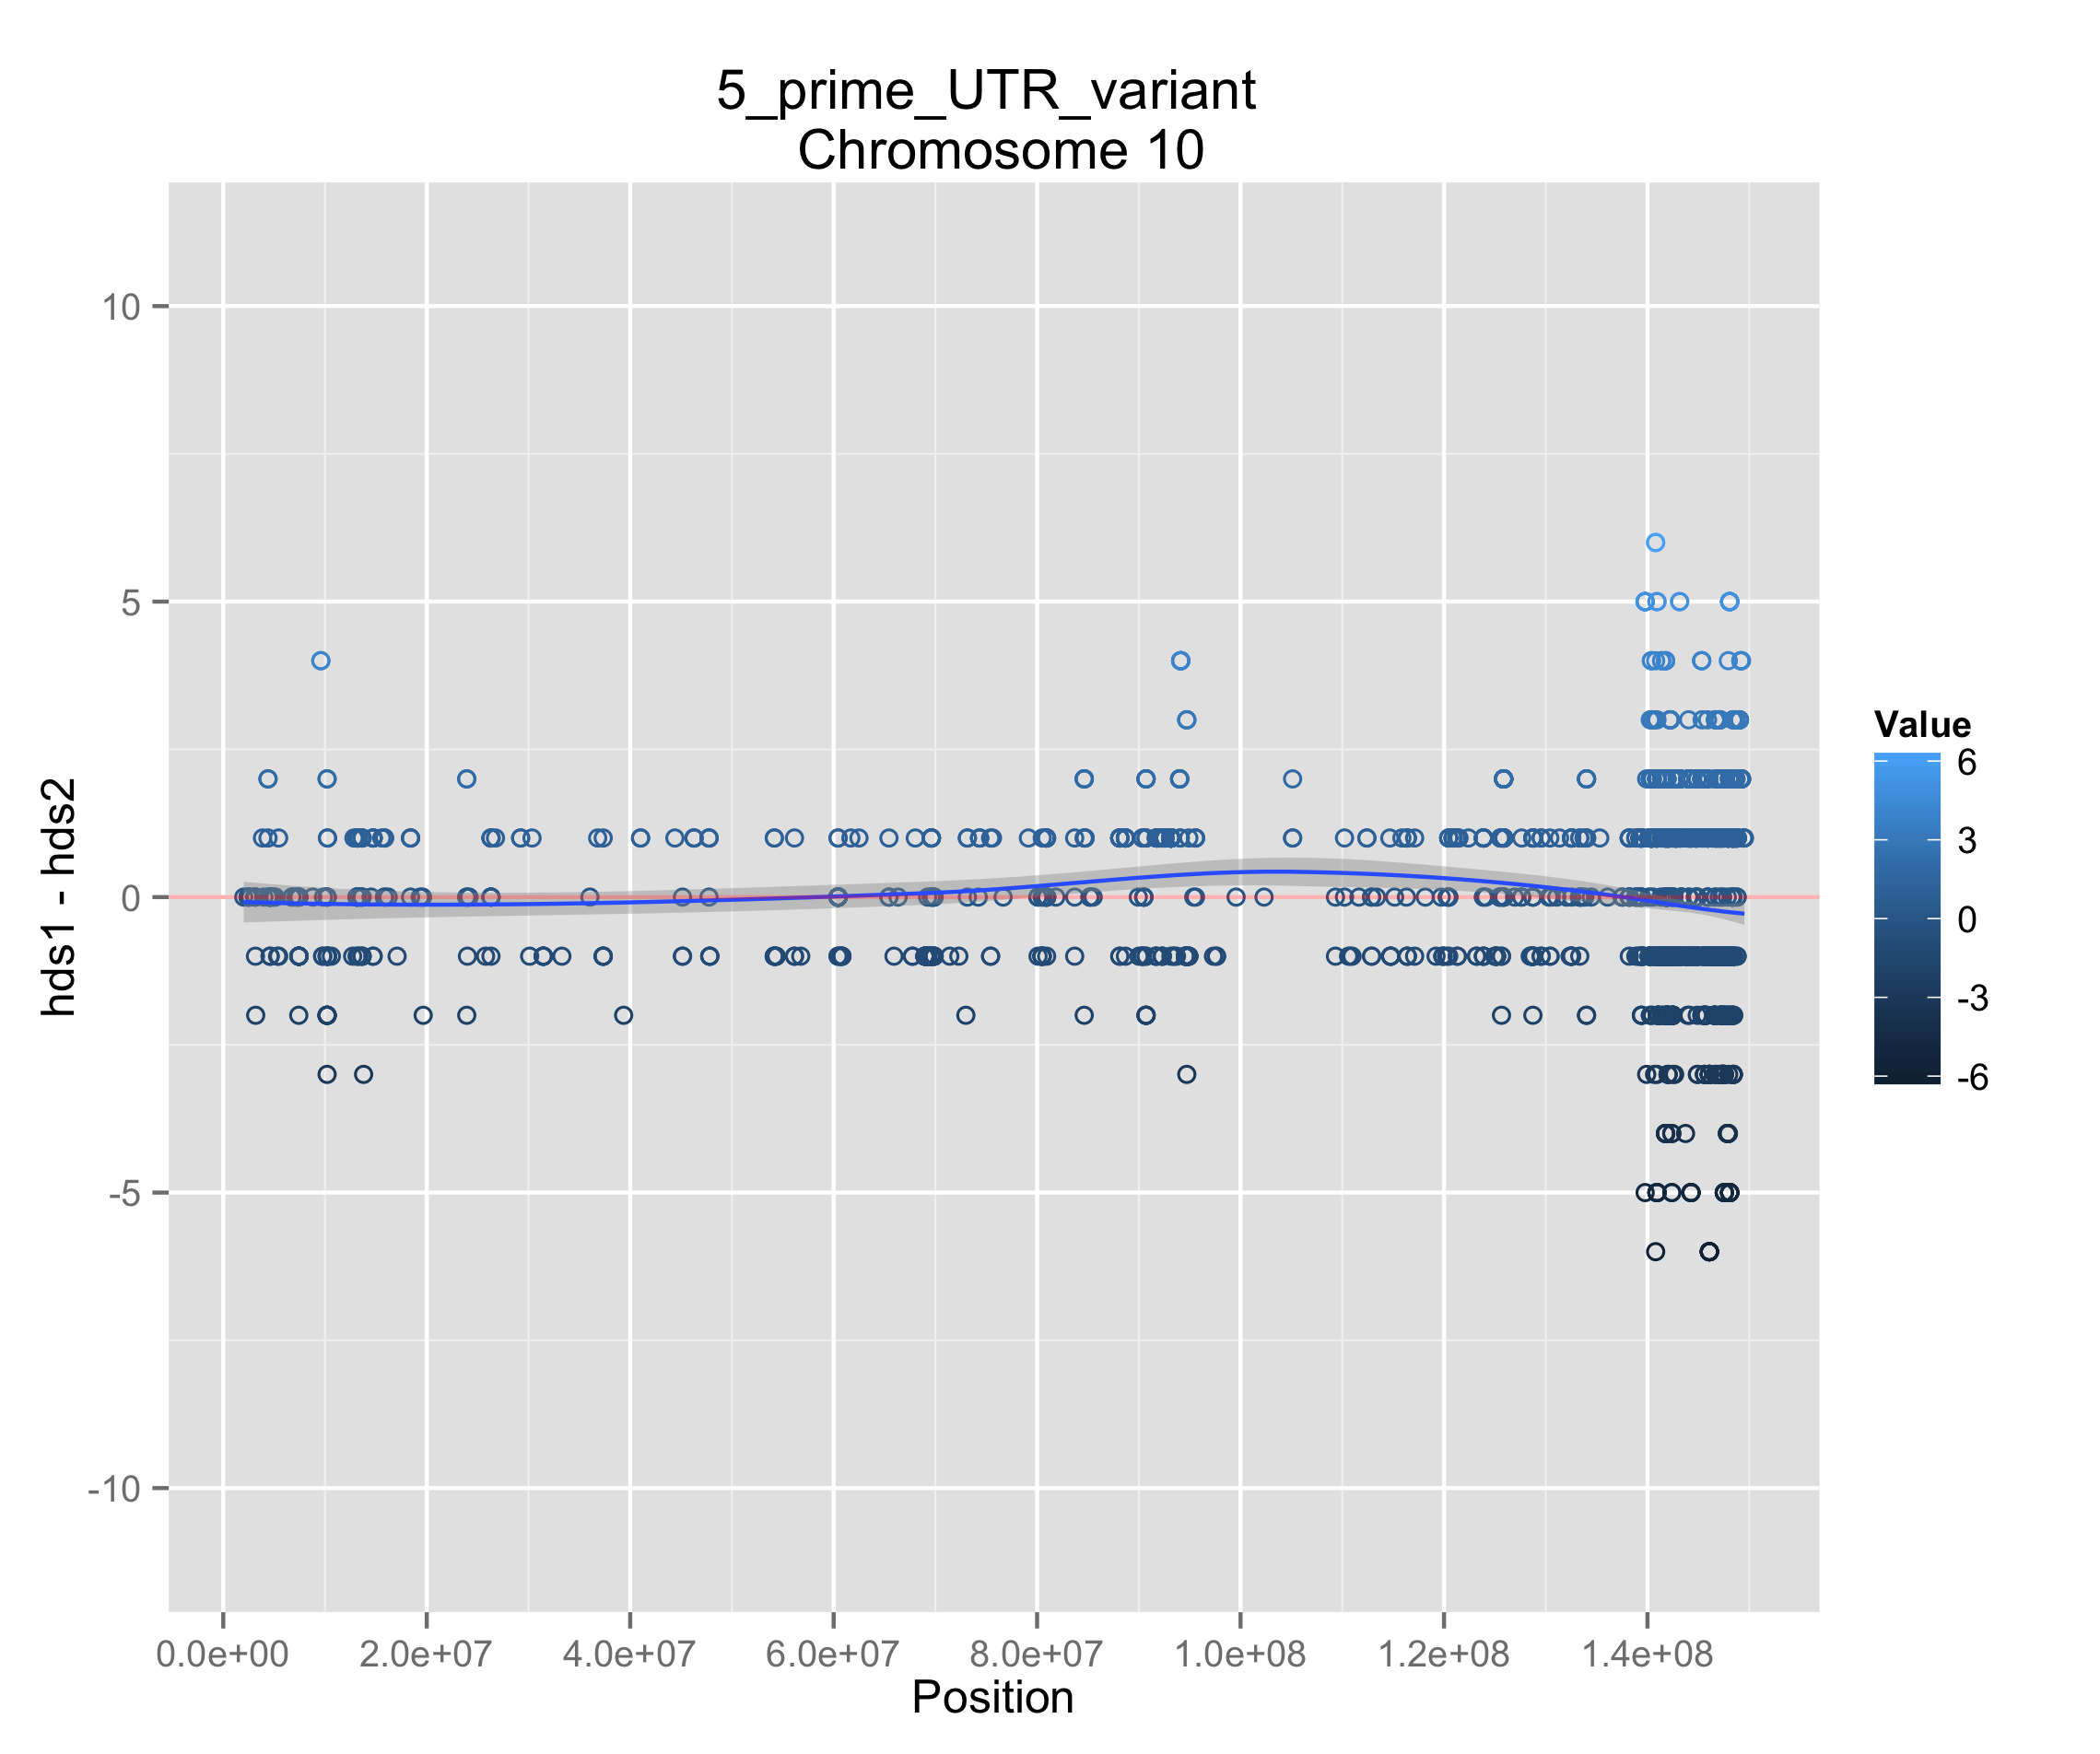 5_prime_UTR_variant
Chromosome 10
hds1 - hds2
10
5
0
-5
-10
0.0e+00 2.0e+07 4.0e+07 6.0e+07 8.0e+07 1.0e+08 1.2e+08 1.4e+08
Position
Value
6
3
0
-3
-6